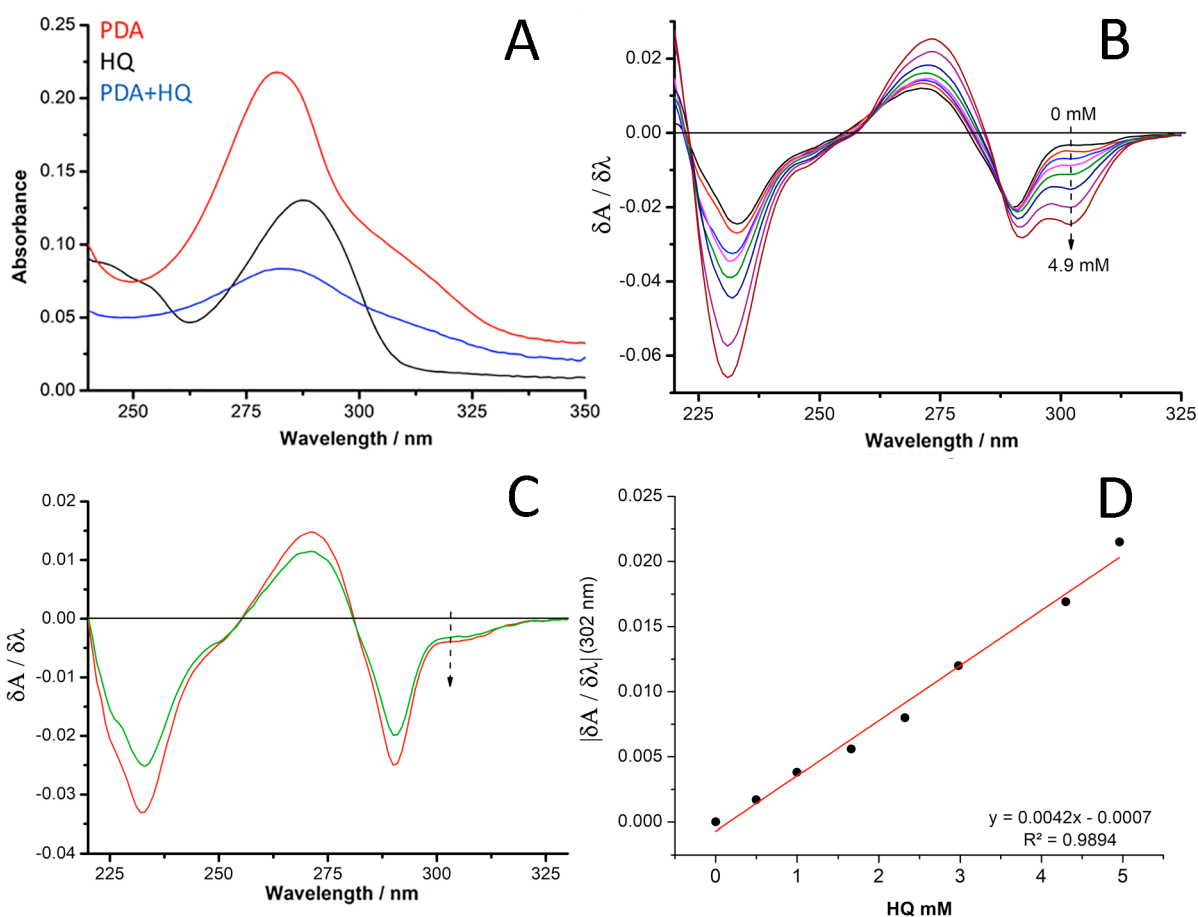 A
PDA
HQ
PDA+HQ
0.25
0.20
0.15
0.10
0.05
0.00
Absorbance
250
275
300
325
350
Wavelength / nm
B
0.02
0.00
-0.02
-0.04
-0.06
δA / δλ
0 mM
4.9 mM
225
250
275
300
325
Wavelength / nm
C
0.02
0.01
0.00
-0.01
-0.02
-0.03
-0.04
δA / δλ
225
250
275
300
325
Wavelength / nm
D
0.025
0.020
0.015
0.010
0.005
0.000
|δA / δλ| (302 nm)
y = 0.0042x - 0.0007
R² = 0.9894
0
1
2
3
4
5
HQ mM